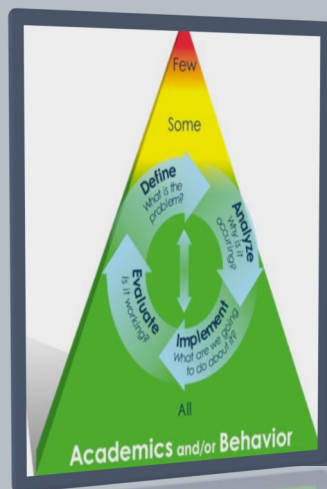 Few
Some
Define
What is the
problem?
Analyze
Why is it
occuring?
Implement
What are we going
to do about it?
Evaluate
Is it working?
All
Academics and/or Behavior